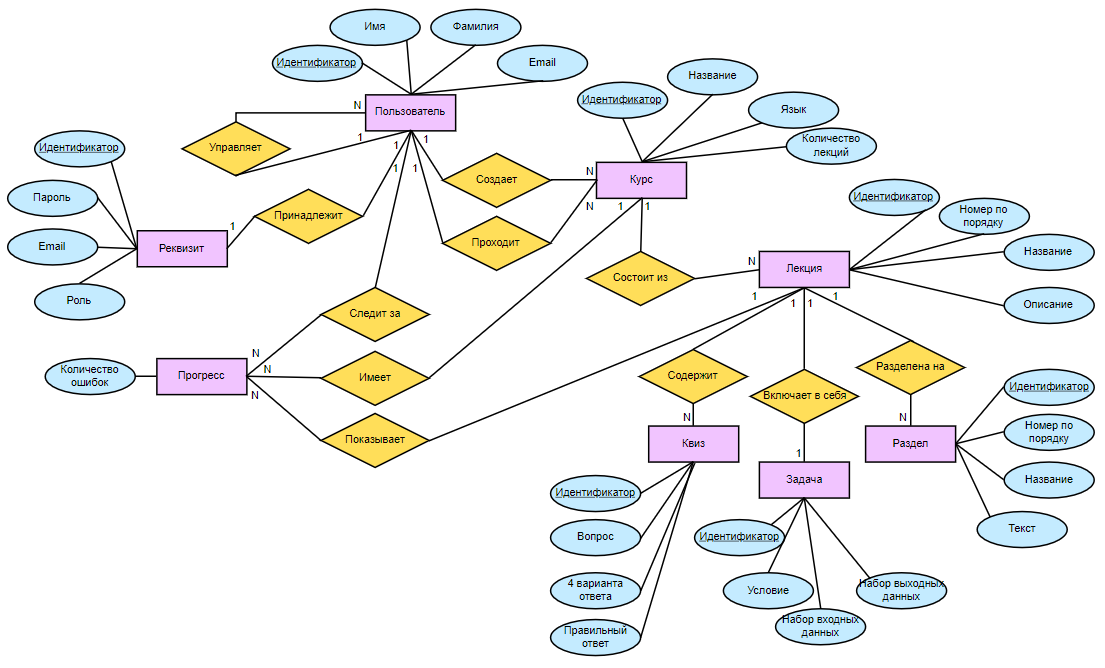 Имя
Фамилия
Идентификатор
Email
Название
Идентификатор
N
Пользователь
Язык
Количество
лекций
1
1
1
Идентификатор
Управляет
1
1
Создает
N
Курс
Идентификатор
Пароль
Принадлежит
N
1
1
Номер по
порядку
1
Email
Реквизит
Проходит
Название
N
Лекция
Состоит из
Роль
1
1
1
1
Описание
Следит за
N
Количество
ошибок
Прогресс
N
Имеет
N
Содержит
Включает в себя
Разделена на
Идентификатор
N
N
Номер по
порядку
Показывает
Квиз
1
Раздел
Задача
Название
Идентификатор
Текст
Вопрос
Идентификатор
4 варианта
ответа
Условие
Набор выходных
данных
Правильный
ответ
Набор входных
данных